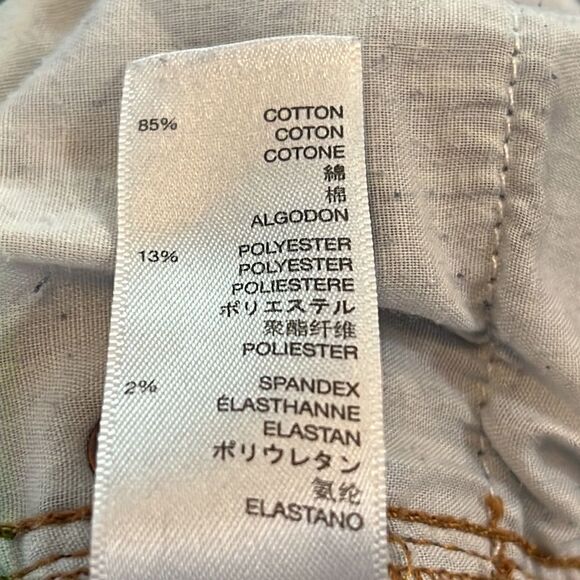 85% COTTON
COTON
COTONE
綿
棉
ALGODON
13% POLYESTER
POLYESTER
POLIESTERE
ポリエステル
聚酯纤维
POLIESTER
2% SPANDEX
ÉLASTHANNE
ELASTAN
ポリウレタン
氨纶
ELASTANO